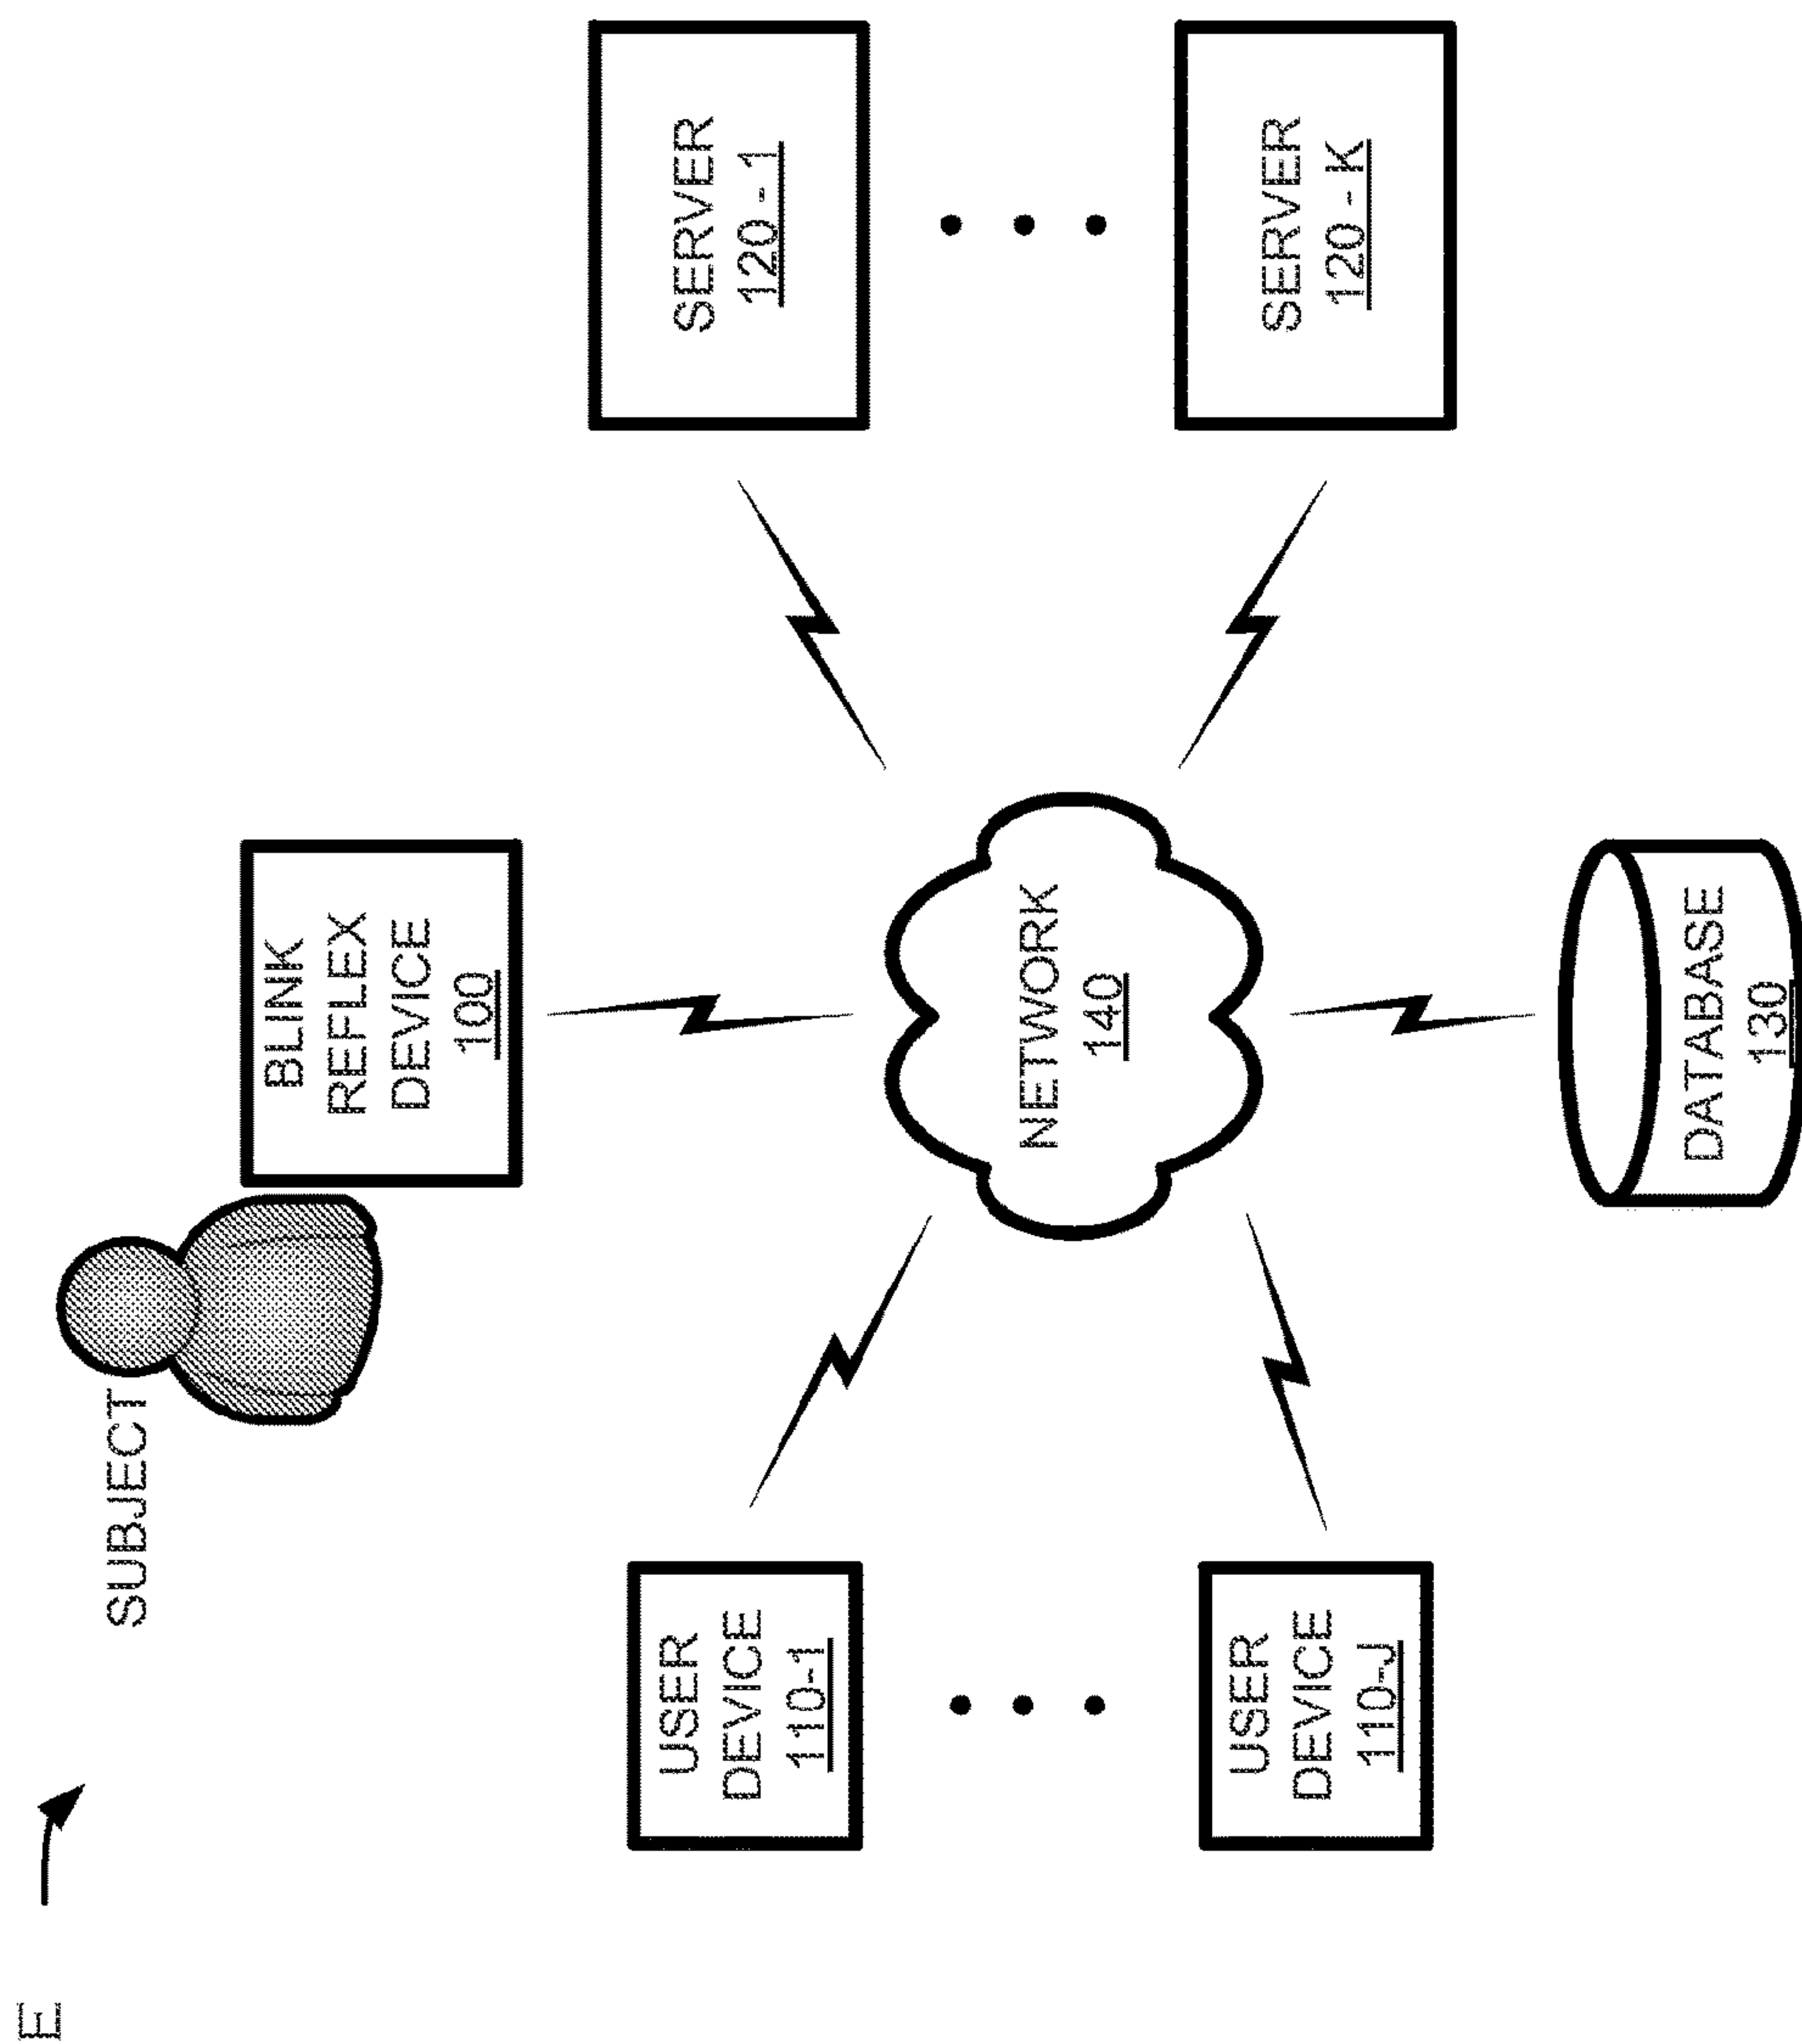 E
SUBJECT
BLINK
REFLEX
DEVICE
100
USER
DEVICE
110-1
SERVER
120 - 1
NETWORK
140
USER
DEVICE
110-J
SERVER
120 - K
DATABASE
130